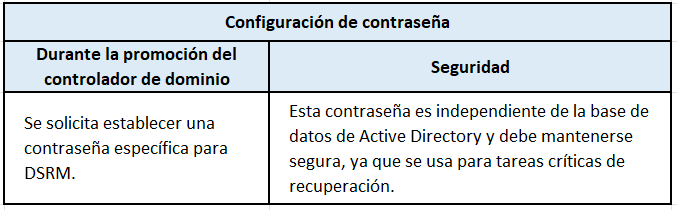 Configuración de contraseña
Durante la promoción del
controlador de dominio
Seguridad
Se solicita establecer una
contraseña específica para
DSRM.
Esta contraseña es independiente de la base de
datos de Active Directory y debe mantenerse
segura, ya que se usa para tareas críticas de
recuperación.